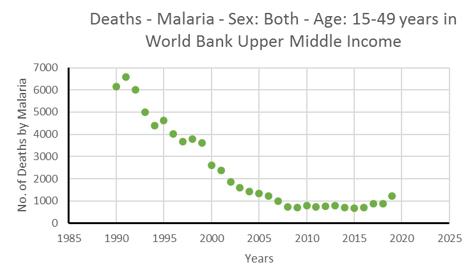 Deaths - Malaria - Sex: Both - Age: 15-49 years in
World Bank Upper Middle Income
7000
6000
5000
4000
3000
2000
1000
0
No. of Deaths by Malaria
1985 1990 1995 2000 2005 2010 2015 2020 2025
Years